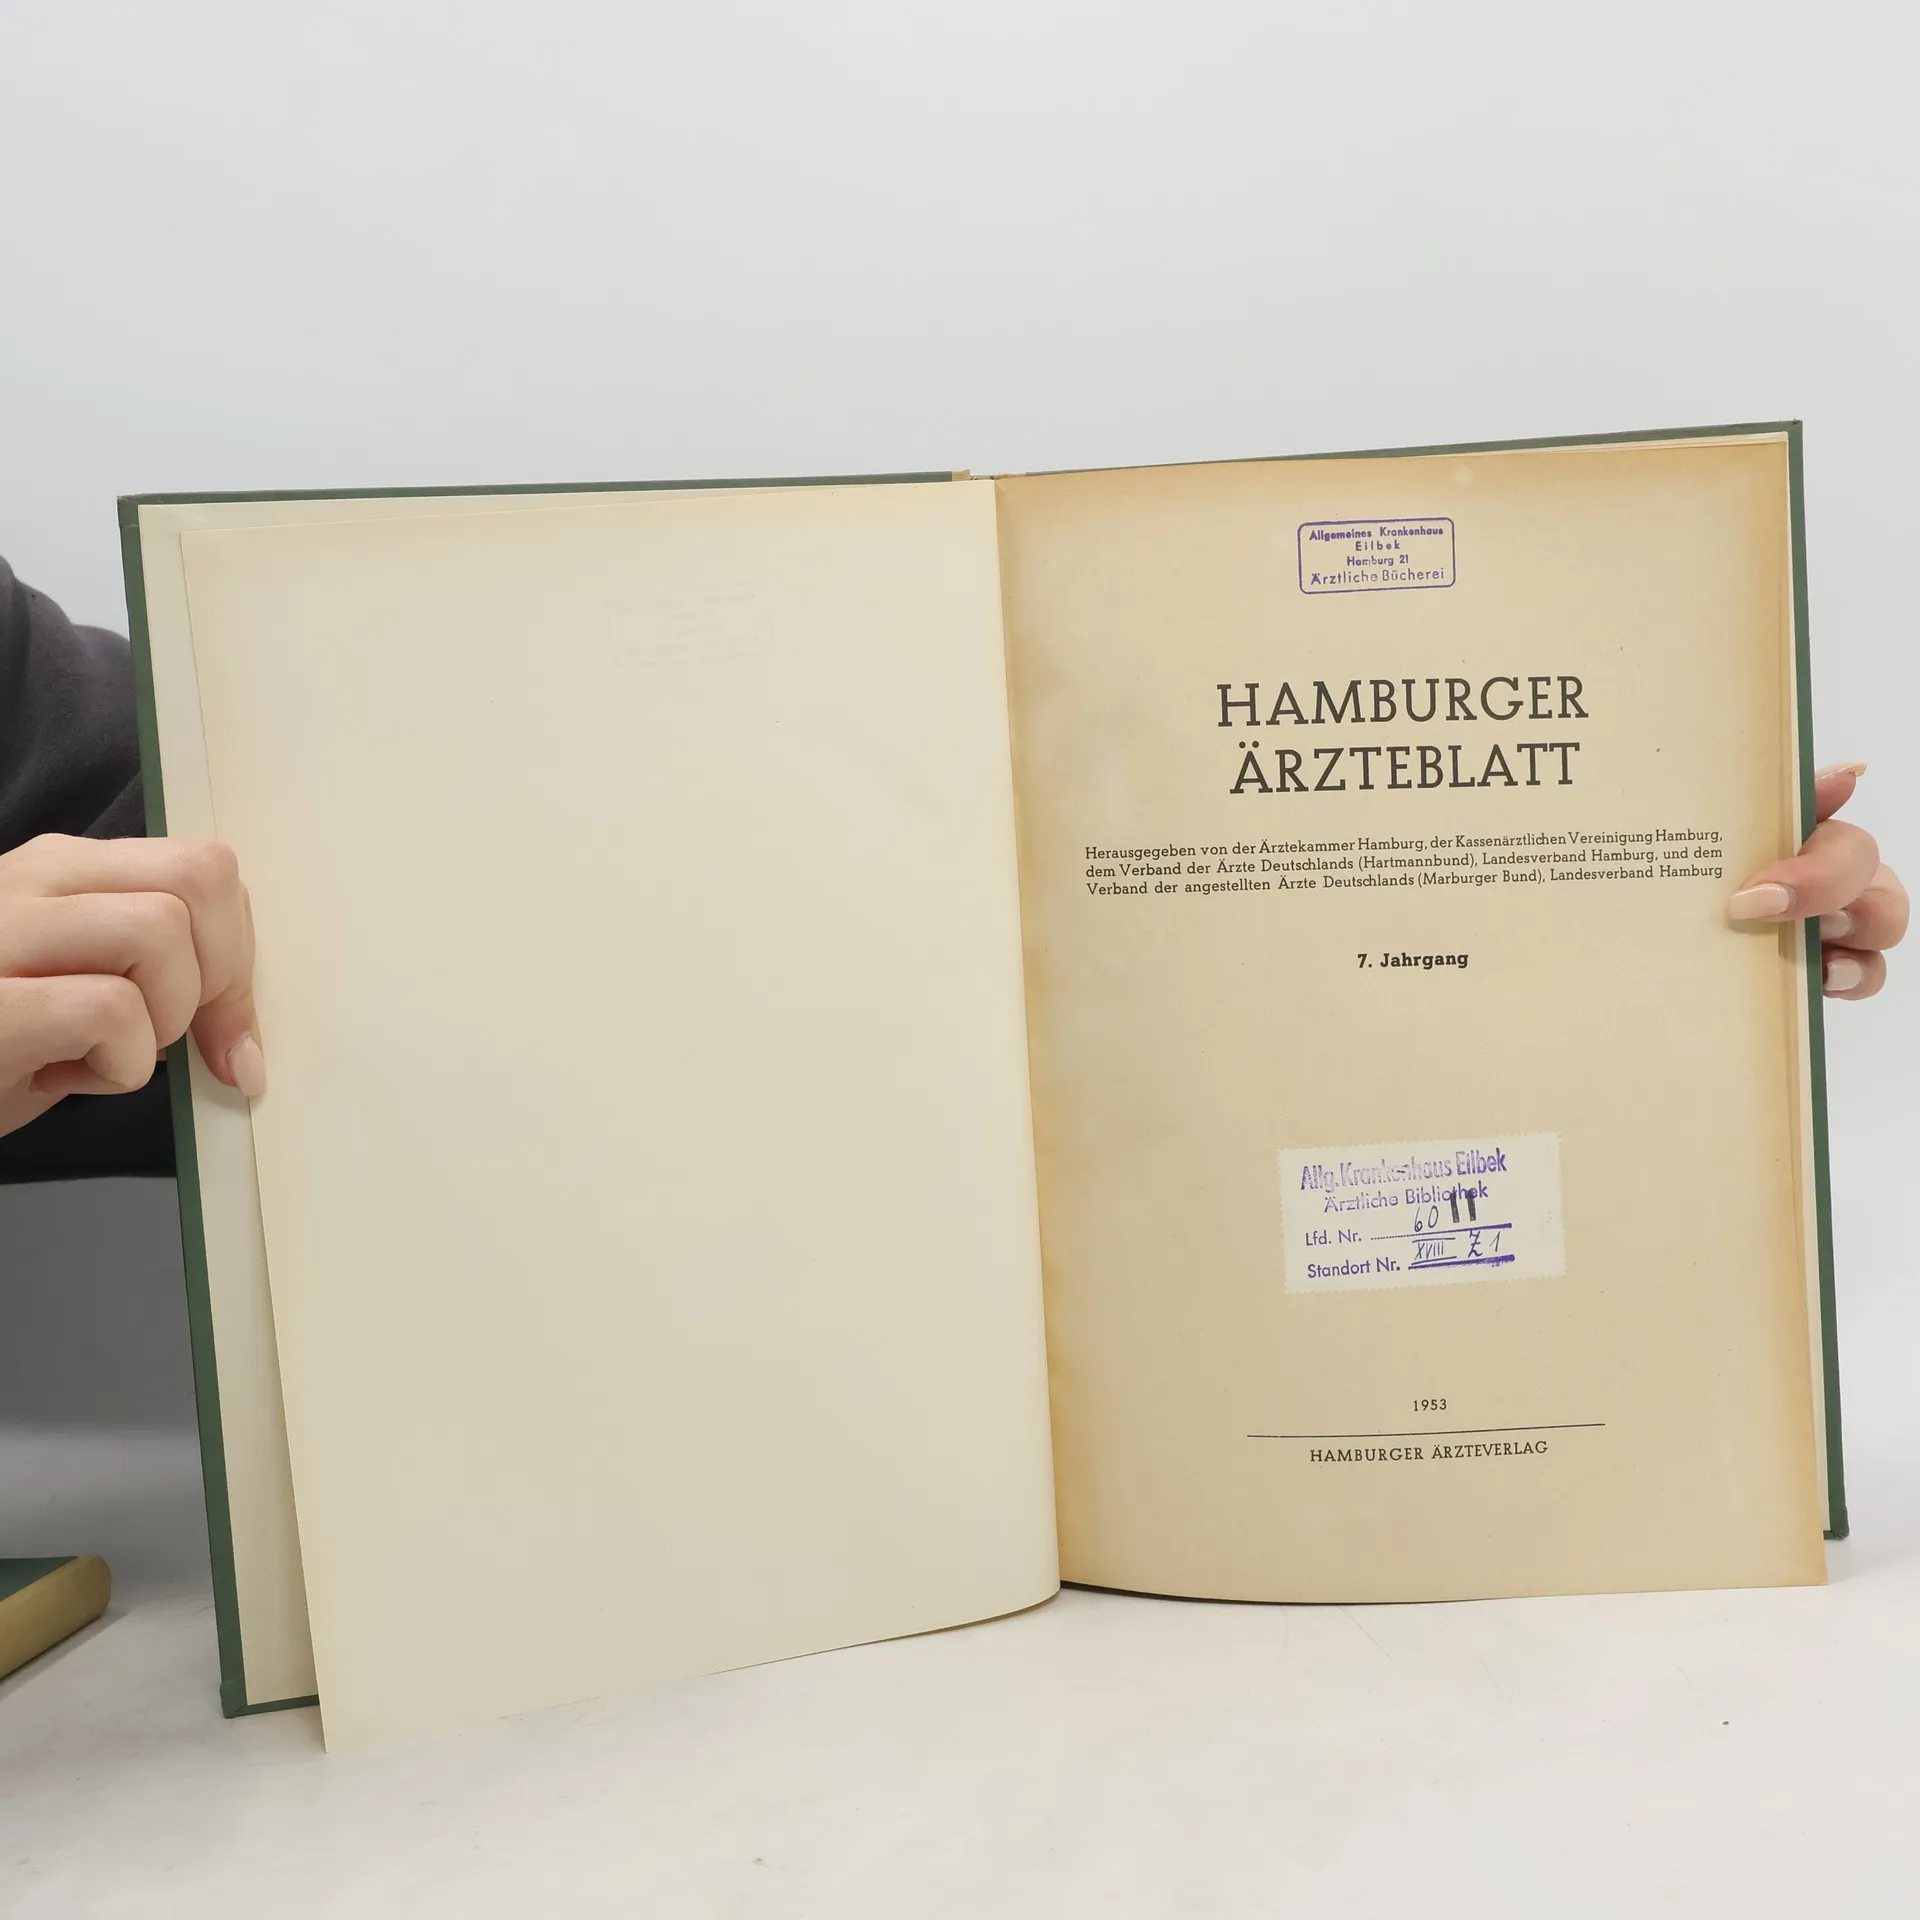 Allgemeines Krankenhaus
Eilbek
Hamburg 21
Ärztliche Bücherei
HAMBURGER
ÄRZTEBLATT
Herausgegeben von der Ärztekammer Hamburg, der Kassenärztlichen Vereinigung Hamburg,
dem Verband der Ärzte Deutschlands (Hartmannbund), Landesverband Hamburg, und dem
Verband der angestellten Ärzte Deutschlands (Marburger Bund), Landesverband Hamburg
7. Jahrgang
Allg. Krankenhaus Eilbek
Ärztliche Bibliothek
Lfd. Nr. 60 II
Standort Nr. XVIII Z 1
1953
HAMBURGER ÄRZTEVERLAG